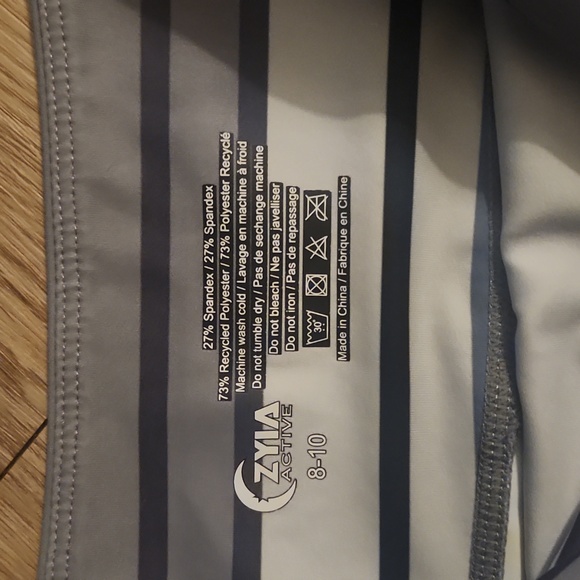 27% Spandex / 27% Spandex
73% Recycled Polyester / 73% Polyester Recyclé
Machine wash cold / Lavage en machine à froid
Do not tumble dry / Pas de sechange machine
Do not bleach / Ne pas javelliser
Do not iron / Pas de repassage
30°
Made in China / Fabrique en Chine
ZYIA
ACTIVE
8-10